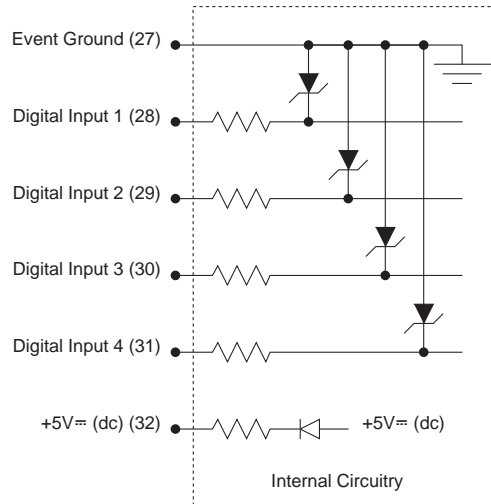 Event Ground (27)
Digital Input 1 (28)
Digital Input 2 (29)
Digital Input 3 (30)
Digital Input 4 (31)
+5V⎓ (dc) (32)
+5V⎓ (dc)
Internal Circuitry